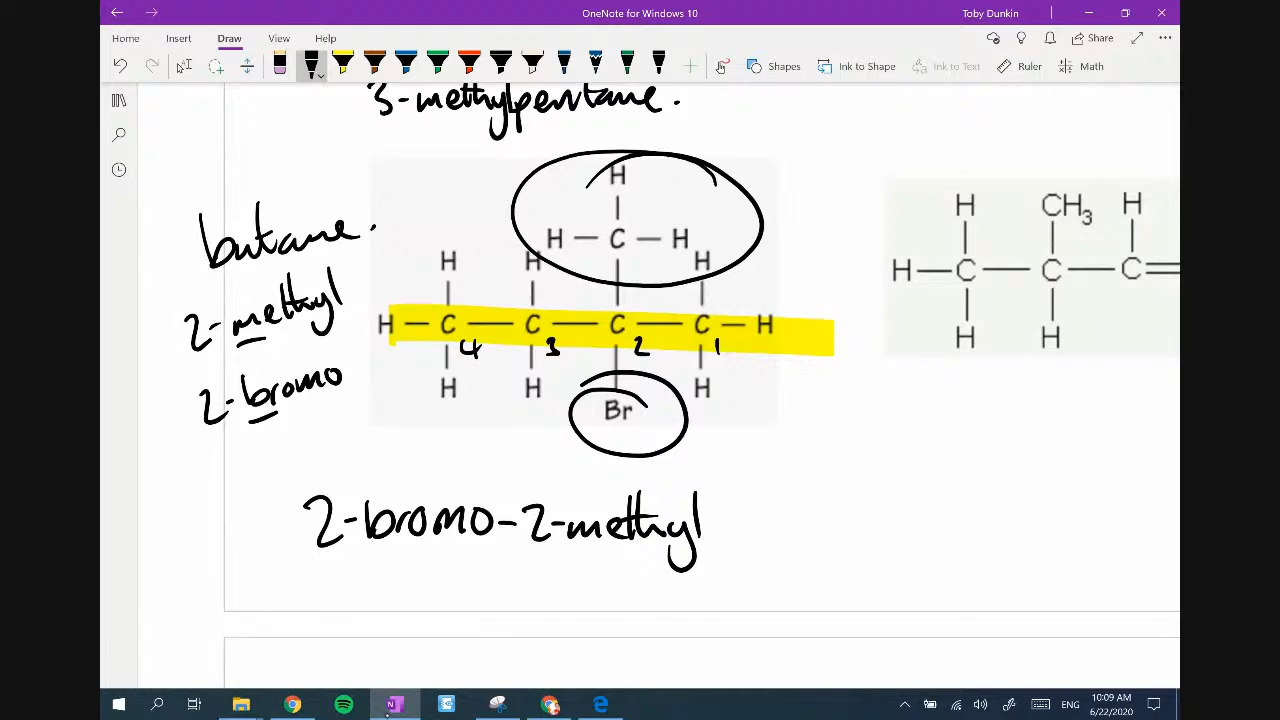 OneNote for Windows 10
Toby Dunkin
Home Insert Draw View Help
Share
Shapes Ink to Shape Ink to Text Ruler Math
3-methylpentane.
butane.
2-methyl
2-bromo
H
H — C — H
H H H
H — C — C — C — C — H
4 3 2 1
H H H
Br
2-bromo-2-methyl
H CH3 H
H — C — C — C =
H H
ENG
10:09 AM
6/22/2020